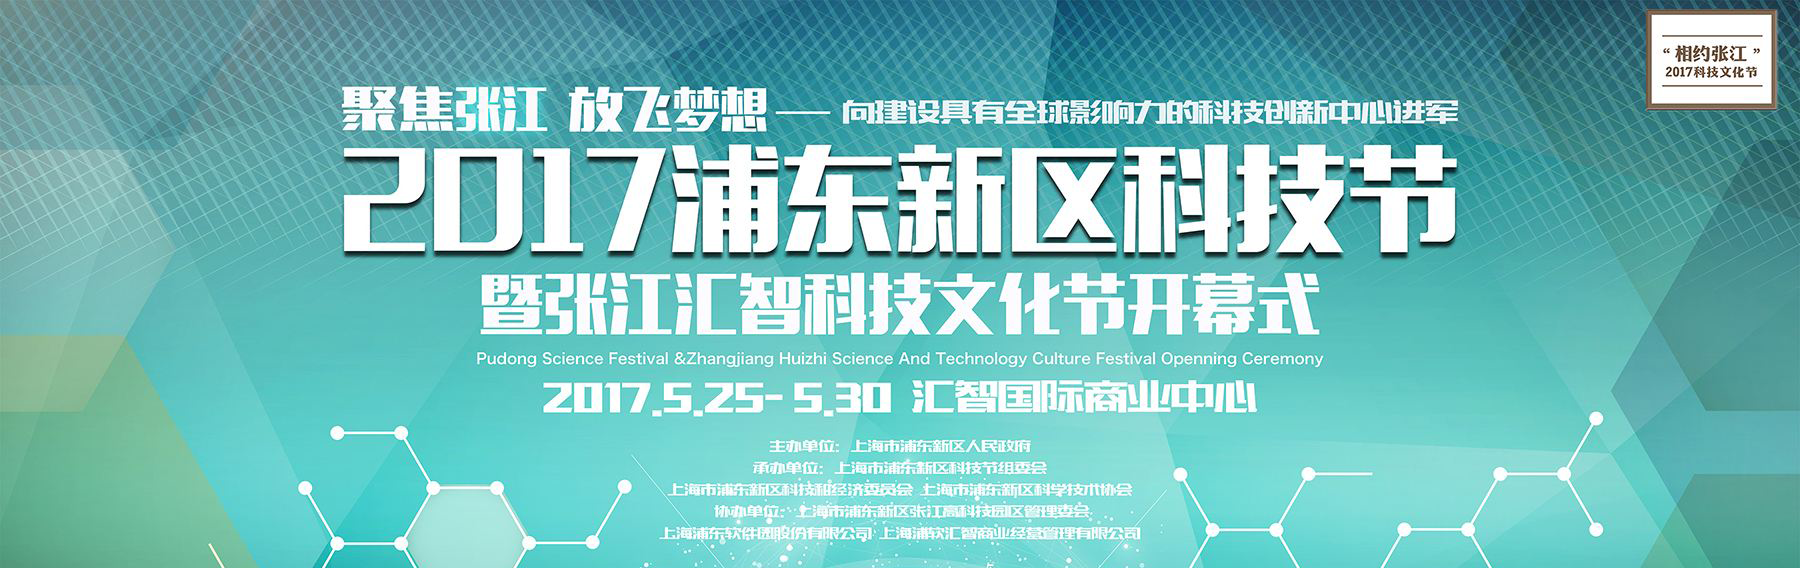 “相约张江”
2017科技文化节
聚焦张江 放飞梦想——向建设具有全球影响力的科技创新中心进军
2017浦东新区科技节
暨张江汇智科技文化节开幕式
Pudong Science Festival &Zhangjiang Huizhi Science And Technology Culture Festival Openning Ceremony
2017.5.25-5.30 汇智国际商业中心
主办单位：上海市浦东新区人民政府
承办单位：上海市浦东新区科技节组委会
上海市浦东新区科技和经济委员会 上海市浦东新区科学技术协会
协办单位：上海市浦东新区张江高科技园区管理委会
上海浦东软件园股份有限公司 上海浦软汇智商业经营管理有限公司